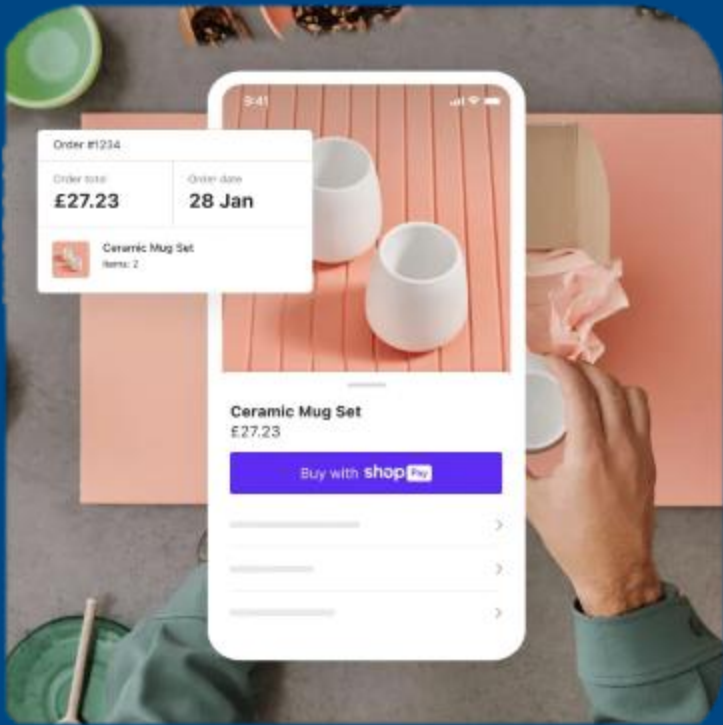 9:41
Order #1234
Order total
£27.23
Order date
28 Jan
Ceramic Mug Set
Items: 2
Ceramic Mug Set
£27.23
Buy with shop Pay